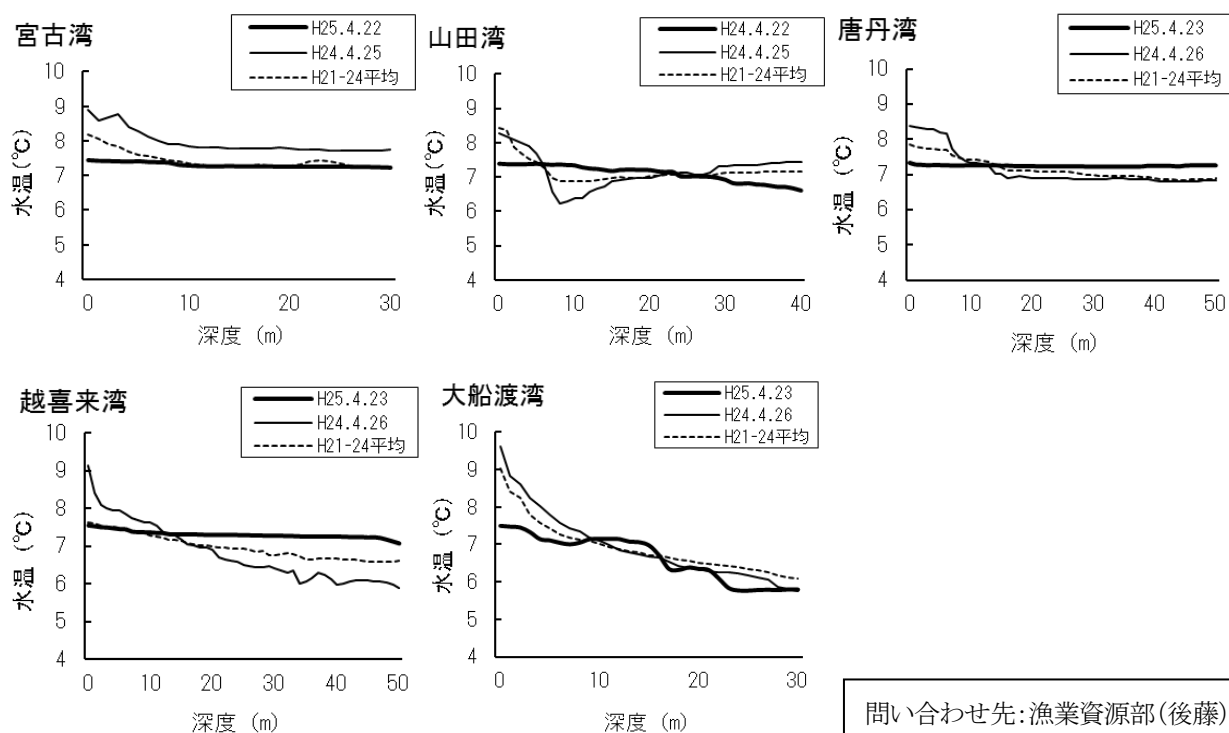 宮古湾
H25.4.22
H24.4.25
H21-24平均
10
9
8
7
6
5
4
水温(℃)
0
10
20
30
深度 (m)
山田湾
H24.4.22
H24.4.25
H21-24平均
10
9
8
7
6
5
4
水温 (℃)
0
10
20
30
40
深度 (m)
唐丹湾
H25.4.23
H24.4.26
H21-24平均
10
9
8
7
6
5
4
水温 (℃)
0
10
20
30
40
50
深度 (m)
越喜来湾
H25.4.23
H24.4.26
H21-24平均
10
9
8
7
6
5
4
水温 (℃)
0
10
20
30
40
50
深度 (m)
大船渡湾
H25.4.23
H24.4.26
H21-24平均
10
9
8
7
6
5
4
水温 (℃)
0
10
20
30
深度 (m)
問い合わせ先:漁業資源部(後藤)